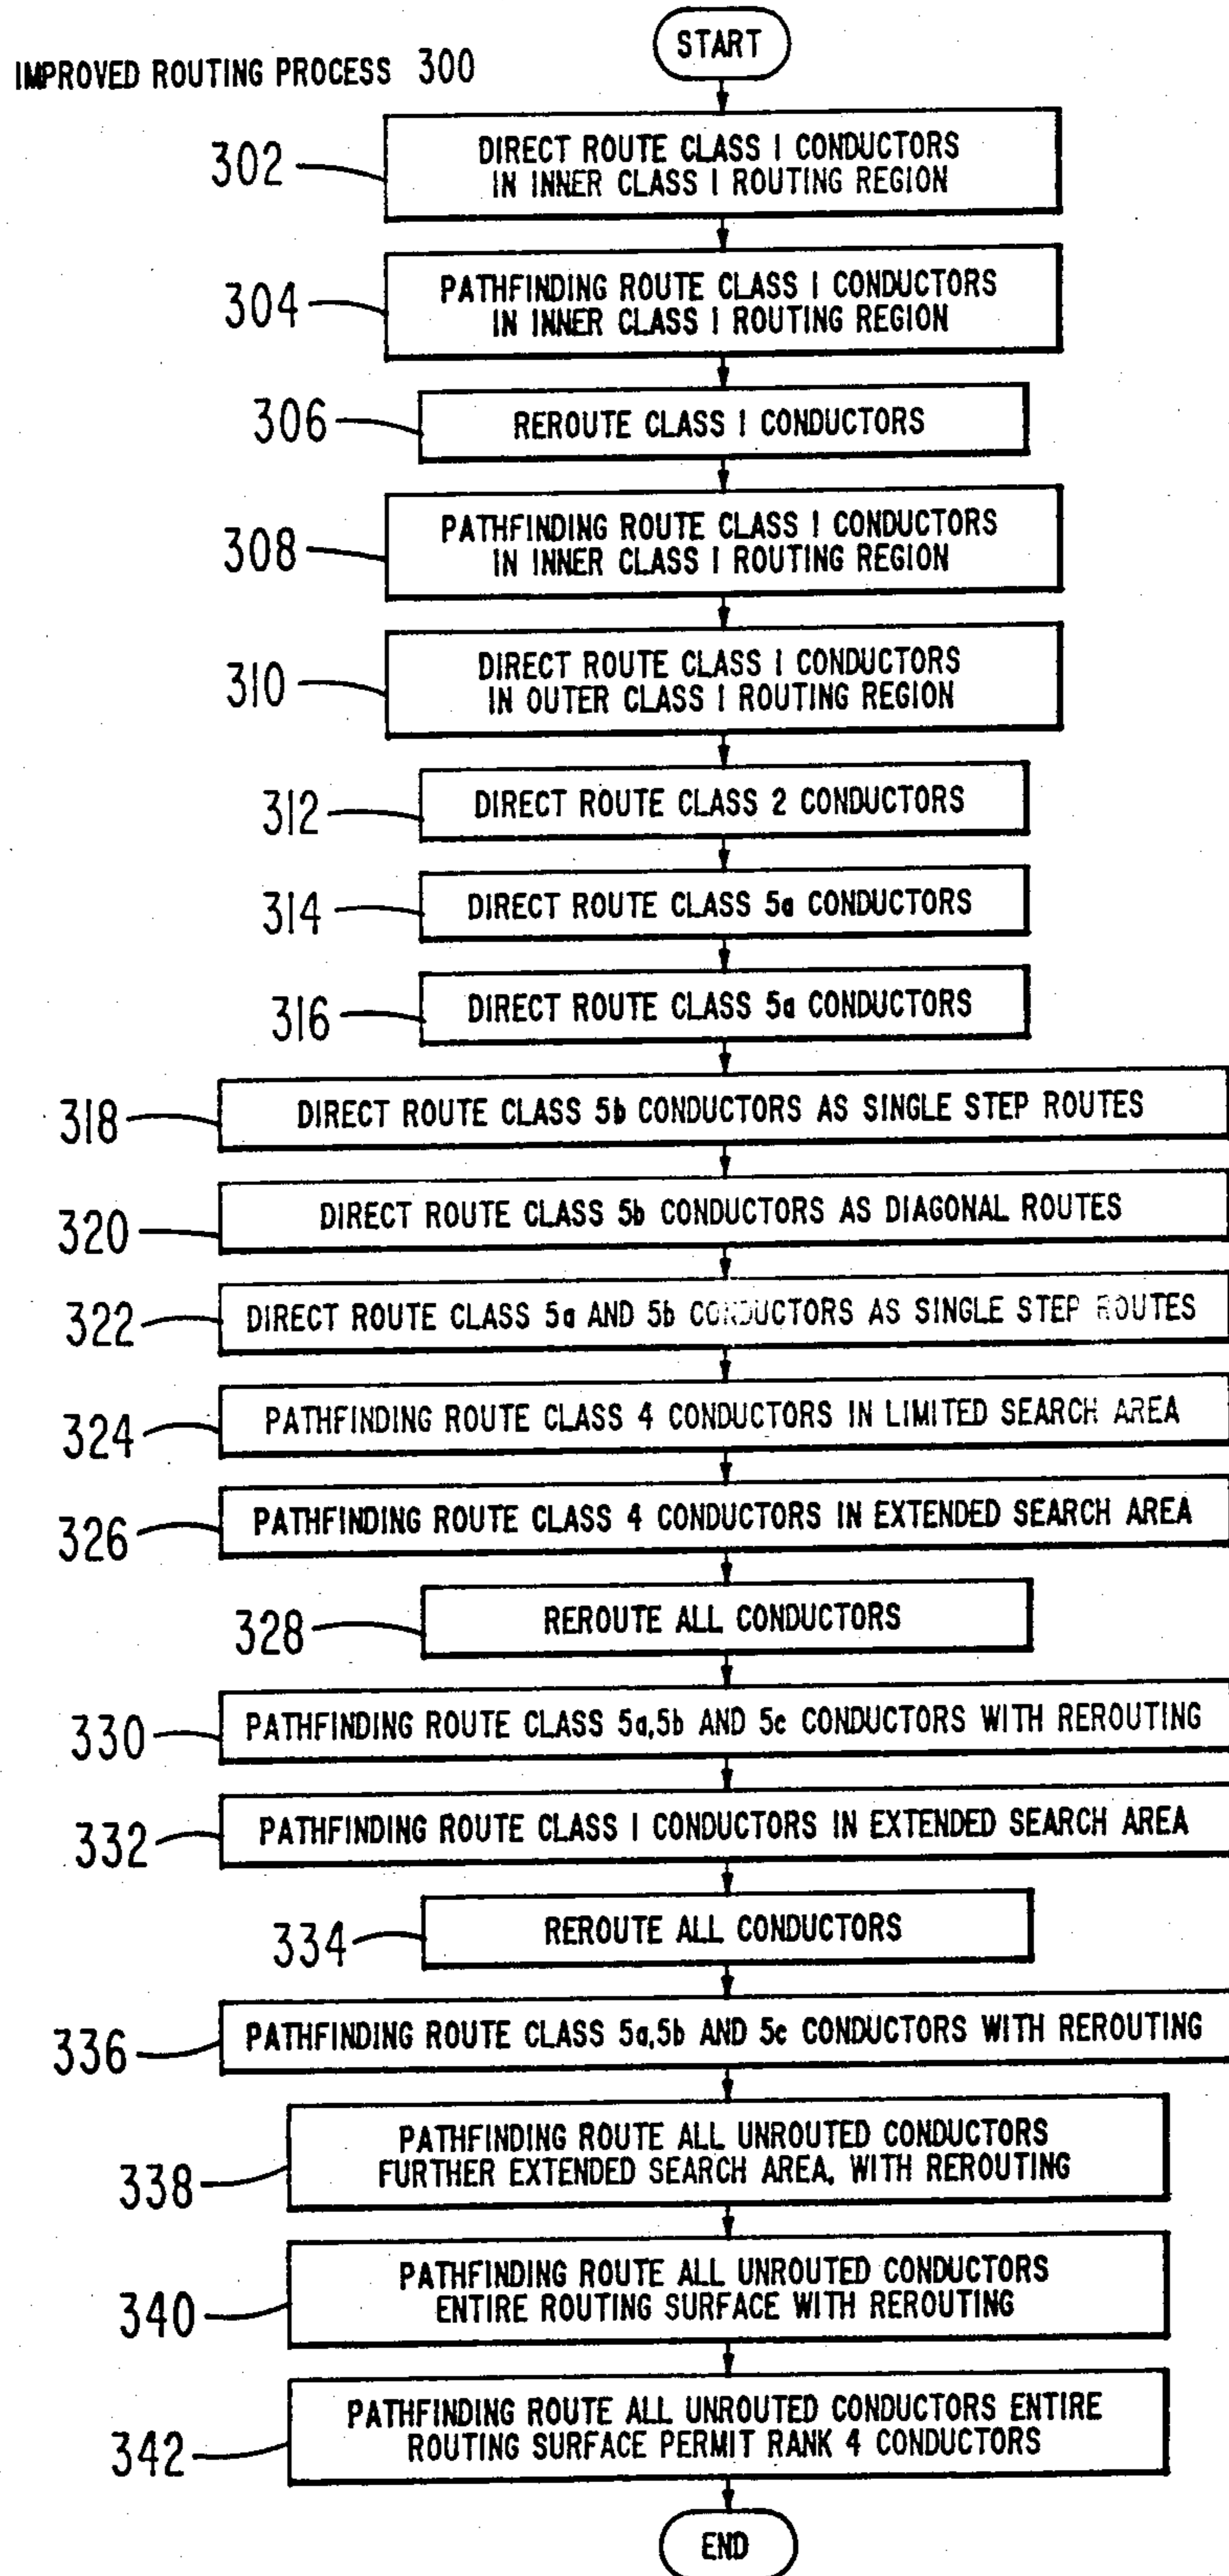 START
IMPROVED ROUTING PROCESS 300
302
DIRECT ROUTE CLASS 1 CONDUCTORS
IN INNER CLASS 1 ROUTING REGION
304
PATHFINDING ROUTE CLASS 1 CONDUCTORS
IN INNER CLASS 1 ROUTING REGION
306
REROUTE CLASS 1 CONDUCTORS
308
PATHFINDING ROUTE CLASS 1 CONDUCTORS
IN INNER CLASS 1 ROUTING REGION
310
DIRECT ROUTE CLASS 1 CONDUCTORS
IN OUTER CLASS 1 ROUTING REGION
312
DIRECT ROUTE CLASS 2 CONDUCTORS
314
DIRECT ROUTE CLASS 5a CONDUCTORS
316
DIRECT ROUTE CLASS 5a CONDUCTORS
318
DIRECT ROUTE CLASS 5b CONDUCTORS AS SINGLE STEP ROUTES
320
DIRECT ROUTE CLASS 5b CONDUCTORS AS DIAGONAL ROUTES
322
DIRECT ROUTE CLASS 5a AND 5b CONDUCTORS AS SINGLE STEP ROUTES
324
PATHFINDING ROUTE CLASS 4 CONDUCTORS IN LIMITED SEARCH AREA
326
PATHFINDING ROUTE CLASS 4 CONDUCTORS IN EXTENDED SEARCH AREA
328
REROUTE ALL CONDUCTORS
330
PATHFINDING ROUTE CLASS 5a,5b AND 5c CONDUCTORS WITH REROUTING
332
PATHFINDING ROUTE CLASS 1 CONDUCTORS IN EXTENDED SEARCH AREA
334
REROUTE ALL CONDUCTORS
336
PATHFINDING ROUTE CLASS 5a,5b AND 5c CONDUCTORS WITH REROUTING
338
PATHFINDING ROUTE ALL UNROUTED CONDUCTORS
FURTHER EXTENDED SEARCH AREA, WITH REROUTING
340
PATHFINDING ROUTE ALL UNROUTED CONDUCTORS
ENTIRE ROUTING SURFACE WITH REROUTING
342
PATHFINDING ROUTE ALL UNROUTED CONDUCTORS ENTIRE
ROUTING SURFACE PERMIT RANK 4 CONDUCTORS
END